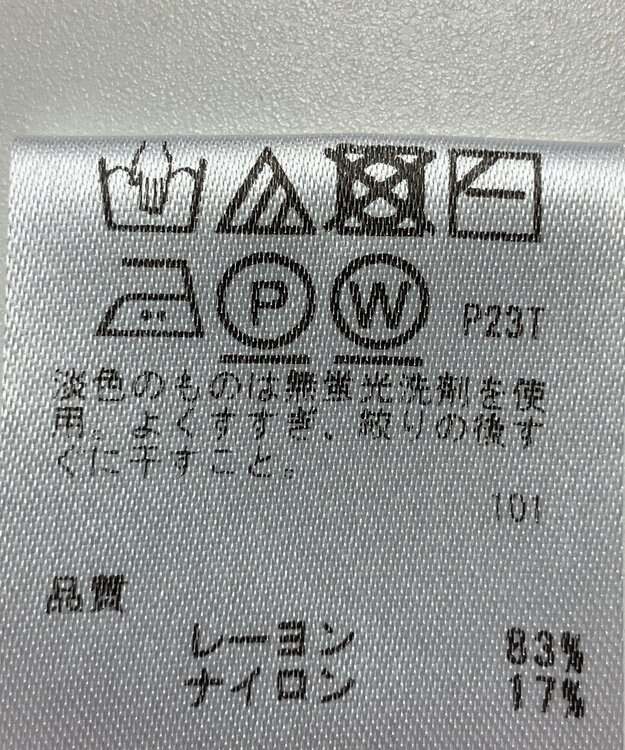 P W P23T
淡色のものは無蛍光洗剤を使
用。よくすすぎ、絞りの後す
ぐに干すこと。
101
品質
レーヨン 83%
ナイロン 17%